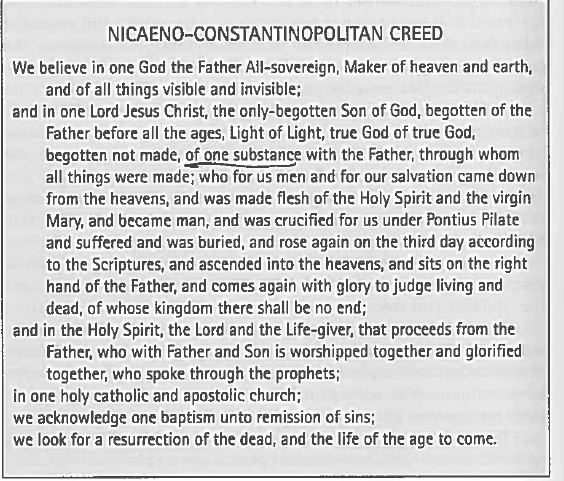 NICAENO–CONSTANTINOPOLITAN CREED
We believe in one God the Father All-sovereign, Maker of heaven and earth,
and of all things visible and invisible;
and in one Lord Jesus Christ, the only-begotten Son of God, begotten of the
Father before all the ages, Light of Light, true God of true God,
begotten not made, of one substance with the Father, through whom
all things were made; who for us men and for our salvation came down
from the heavens, and was made flesh of the Holy Spirit and the virgin
Mary, and became man, and was crucified for us under Pontius Pilate
and suffered and was buried, and rose again on the third day according
to the Scriptures, and ascended into the heavens, and sits on the right
hand of the Father, and comes again with glory to judge living and
dead, of whose kingdom there shall be no end;
and in the Holy Spirit, the Lord and the Life-giver, that proceeds from the
Father, who with Father and Son is worshipped together and glorified
together, who spoke through the prophets;
in one holy catholic and apostolic church;
we acknowledge one baptism unto remission of sins;
we look for a resurrection of the dead, and the life of the age to come.